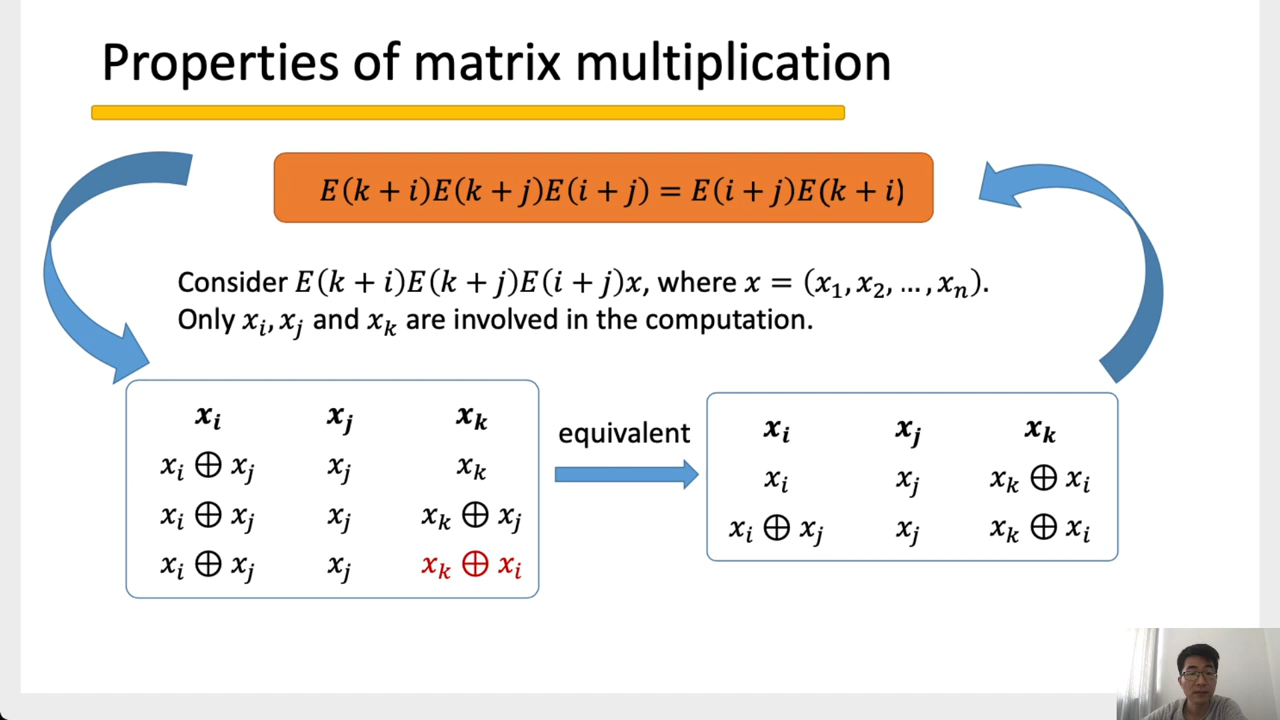 Properties of matrix multiplication
E(k + i)E(k + j)E(i + j) = E(i + j)E(k + i)
Consider E(k + i)E(k + j)E(i + j)x, where x = (x₁, x₂, ..., xₙ).
Only xᵢ, xⱼ and xₖ are involved in the computation.
xᵢ xⱼ xₖ
xᵢ ⊕ xⱼ xⱼ xₖ
xᵢ ⊕ xⱼ xⱼ xₖ ⊕ xⱼ
xᵢ ⊕ xⱼ xⱼ xₖ ⊕ xᵢ
equivalent
xᵢ xⱼ xₖ
xᵢ xⱼ xₖ ⊕ xᵢ
xᵢ ⊕ xⱼ xⱼ xₖ ⊕ xᵢ